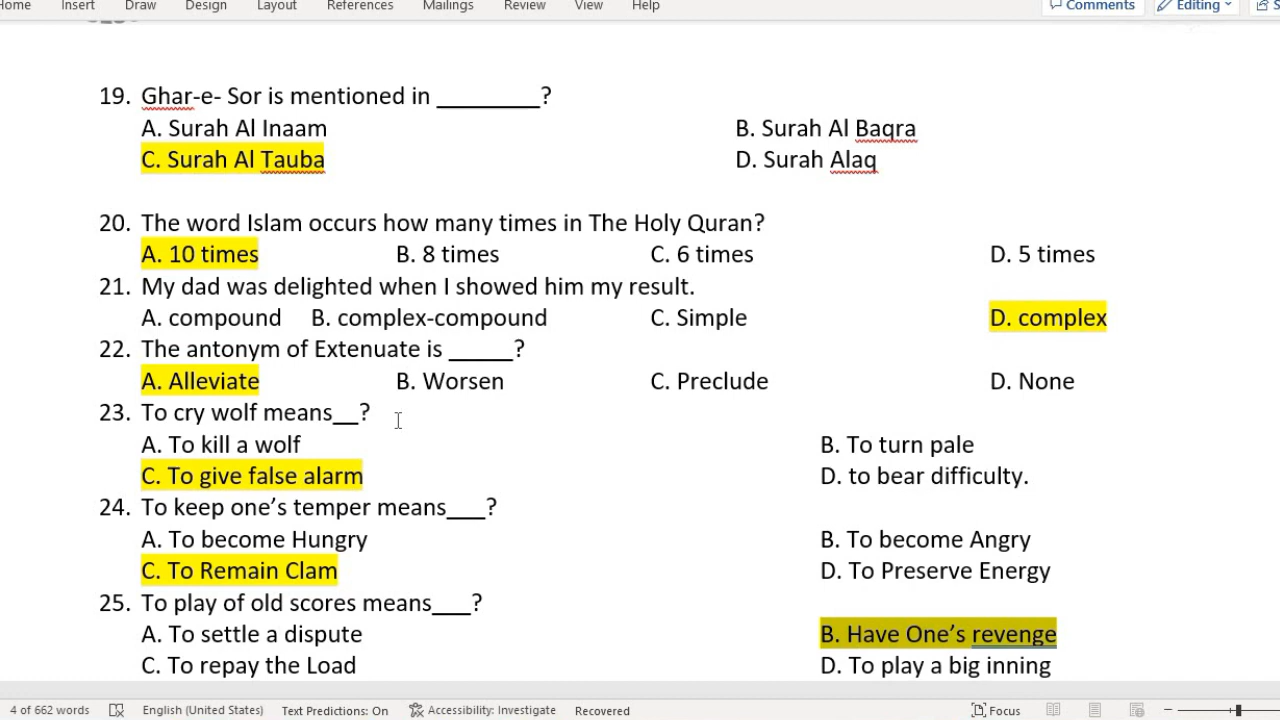 Home Insert Draw Design Layout References Mailings Review View Help Comments Editing
19. Ghar-e- Sor is mentioned in _________?
A. Surah Al Inaam B. Surah Al Baqra
C. Surah Al Tauba D. Surah Alaq
20. The word Islam occurs how many times in The Holy Quran?
A. 10 times B. 8 times C. 6 times D. 5 times
21. My dad was delighted when I showed him my result.
A. compound B. complex-compound C. Simple D. complex
22. The antonym of Extenuate is _____?
A. Alleviate B. Worsen C. Preclude D. None
23. To cry wolf means__?
A. To kill a wolf B. To turn pale
C. To give false alarm D. to bear difficulty.
24. To keep one’s temper means___?
A. To become Hungry B. To become Angry
C. To Remain Clam D. To Preserve Energy
25. To play of old scores means___?
A. To settle a dispute B. Have One’s revenge
C. To repay the Load D. To play a big inning
4 of 662 words English (United States) Text Predictions: On Accessibility: Investigate Recovered Focus